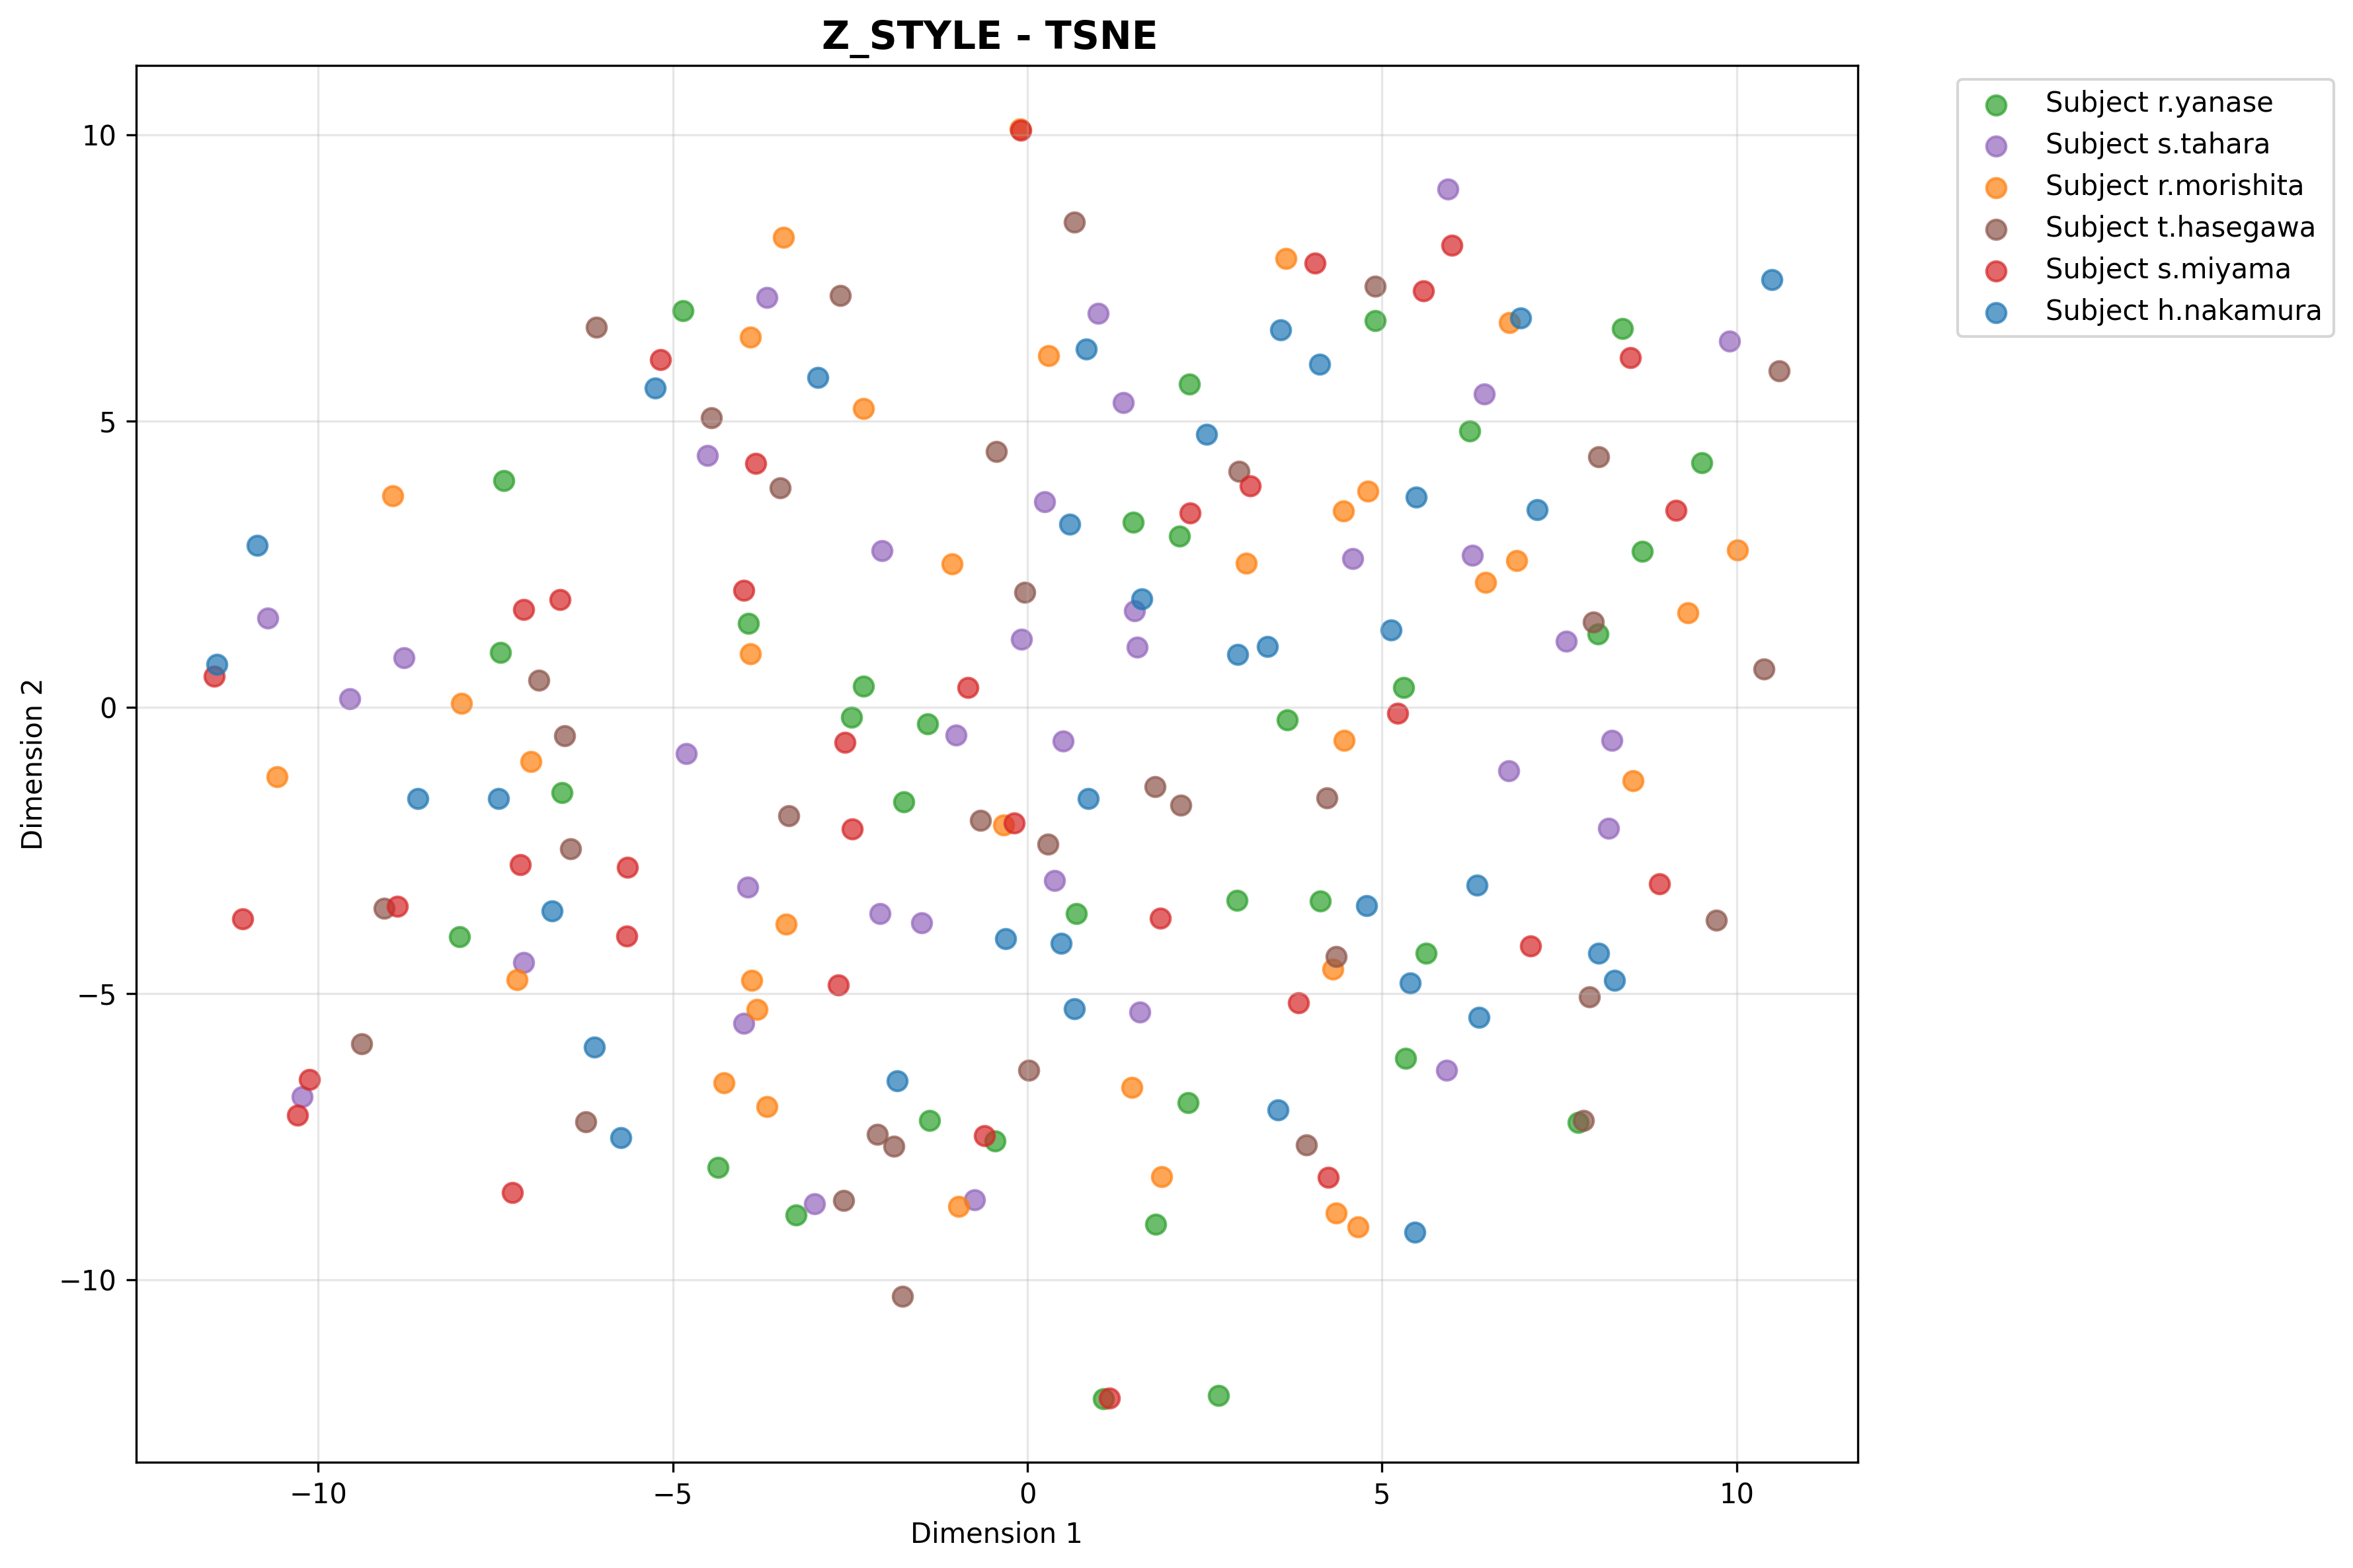 Z_STYLE - TSNE
Subject r.yanase
Subject s.tahara
Subject r.morishita
Subject t.hasegawa
Subject s.miyama
Subject h.nakamura
Dimension 2
10
5
0
−5
−10
−10
−5
0
5
10
Dimension 1